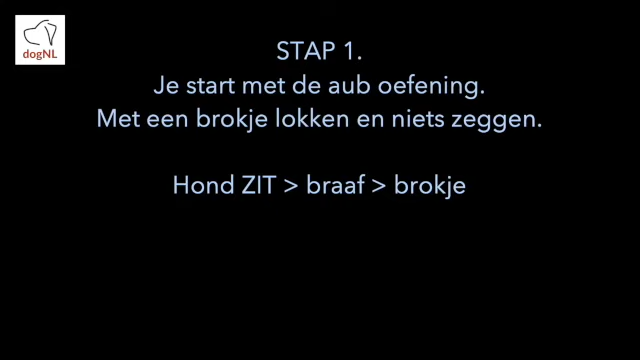 dogNL
STAP 1.
Je start met de aub oefening.
Met een brokje lokken en niets zeggen.
Hond ZIT > braaf > brokje